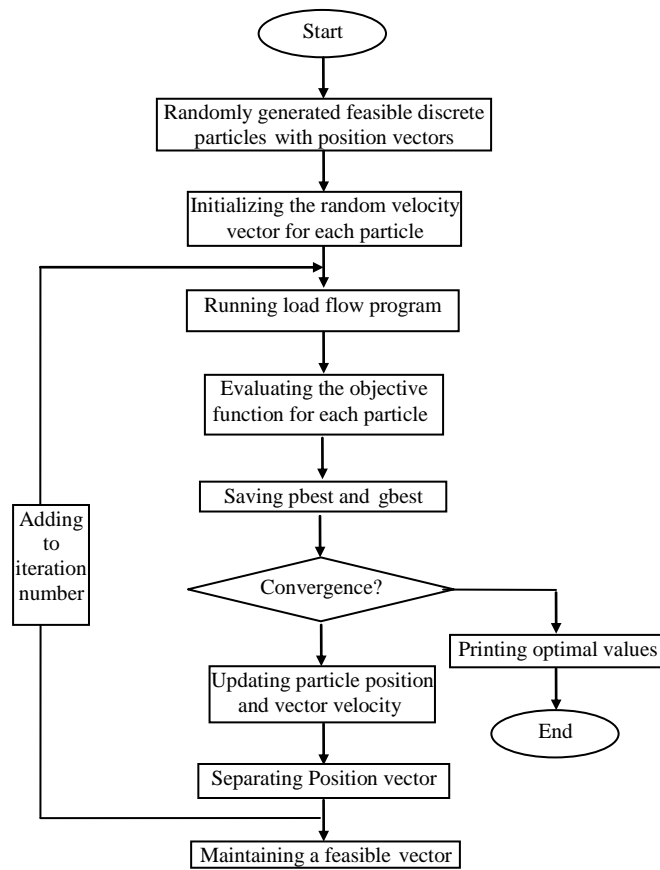 Start
Randomly generated feasible discrete
particles with position vectors
Initializing the random velocity
vector for each particle
Running load flow program
Evaluating the objective
function for each particle
Saving pbest and gbest
Adding
to
iteration
number
Convergence?
Printing optimal values
Updating particle position
and vector velocity
End
Separating Position vector
Maintaining a feasible vector